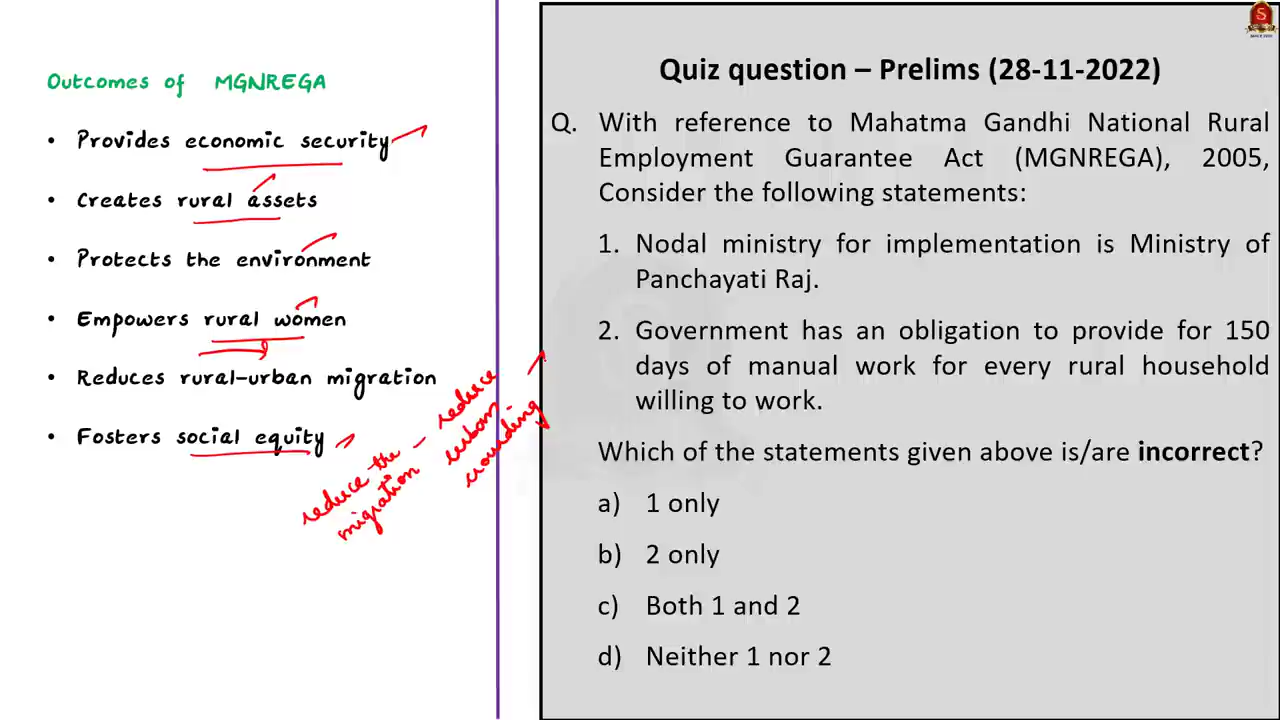 Outcomes of MGNREGA
• Provides economic security
• Creates rural assets
• Protects the environment
• Empowers rural women
• Reduces rural-urban migration
• Fosters social equity
reduce the
migration
- reduce
urban
crowding
Quiz question – Prelims (28-11-2022)
Q. With reference to Mahatma Gandhi National Rural
Employment Guarantee Act (MGNREGA), 2005,
Consider the following statements:
1. Nodal ministry for implementation is Ministry of
Panchayati Raj.
2. Government has an obligation to provide for 150
days of manual work for every rural household
willing to work.
Which of the statements given above is/are incorrect?
a) 1 only
b) 2 only
c) Both 1 and 2
d) Neither 1 nor 2